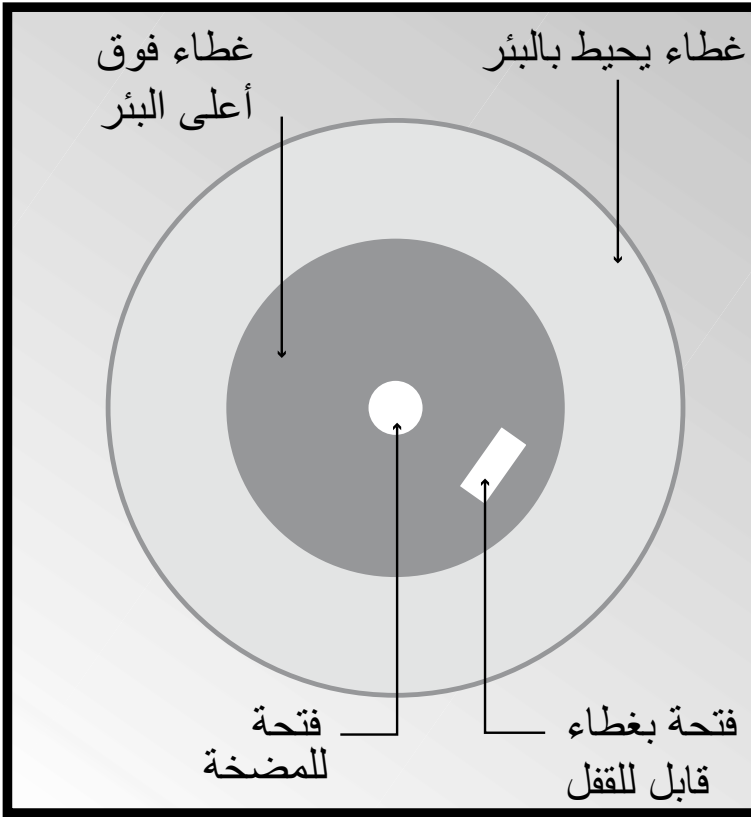 غطاء يحيط بالبئر
غطاء فوق
أعلى البئر
فتحة بغطاء
قابل للقفل
فتحة
للمضخة